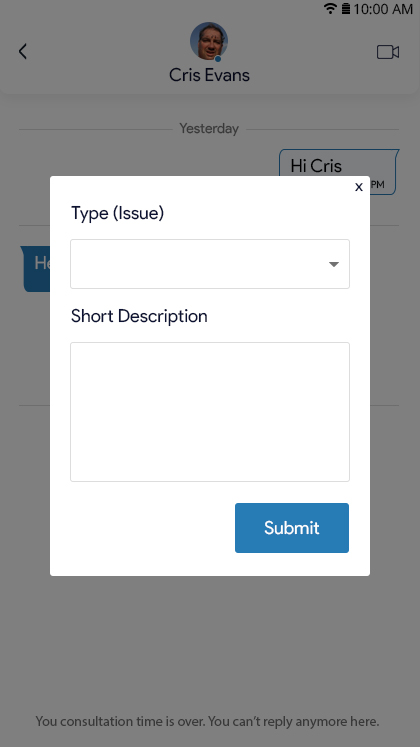 10:00 AM
Cris Evans
Yesterday
Hi Cris
PM
x
Type (Issue)
He
Short Description
Submit
You consultation time is over. You can't reply anymore here.